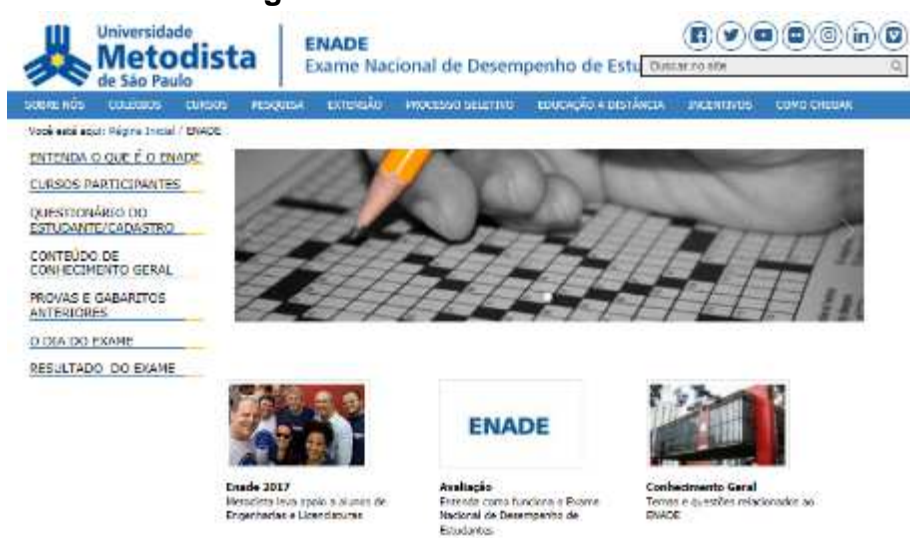 Universidade
Metodista
de São Paulo
ENADE
Exame Nacional de Desempenho de Estu
Buscar no site
SOBRE NÓS COLÉGIOS CURSOS PESQUISA EXTENSÃO PROCESSO SELETIVO EDUCAÇÃO A DISTÂNCIA INCENTIVOS COMO CHEGAR
Você está aqui: Página Inicial / ENADE
ENTENDA O QUE É O ENADE
CURSOS PARTICIPANTES
QUESTIONÁRIO DO
ESTUDANTE/CADASTRO
CONTEÚDO DE
CONHECIMENTO GERAL
PROVAS E GABARITOS
ANTERIORES
O DIA DO EXAME
RESULTADO DO EXAME
ENADE
Enade 2017
Metodista leva apoio a alunos de
Engenharias e Licenciaturas
Avaliação
Entenda como funciona o Exame
Nacional de Desempenho de
Estudantes
Conhecimento Geral
Temas e questões relacionados ao
ENADE